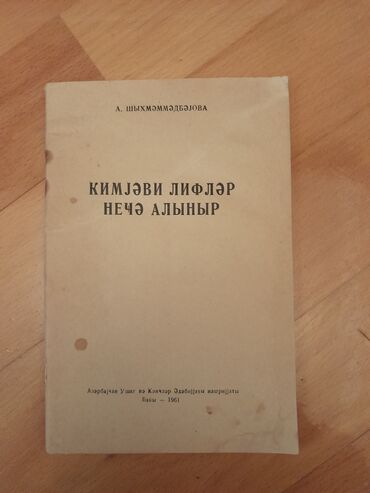 А. ШЫХМӘММӘДБӘЈОВА
КИМЈӘВИ ЛИФЛӘР
НЕЧӘ АЛЫНЫР
Азәрбајҹан Ушаг вә Ҝәнҹләр Әдәбијјаты нәшријјаты
Бакы — 1961